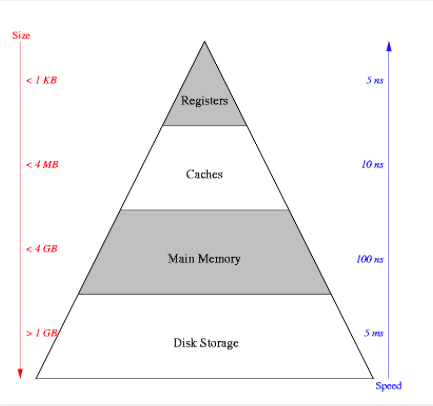 Size
< 1 KB
5 ns
Registers
< 4 MB
10 ns
Caches
< 4 GB
100 ns
Main Memory
> 1 GB
5 ms
Disk Storage
Speed